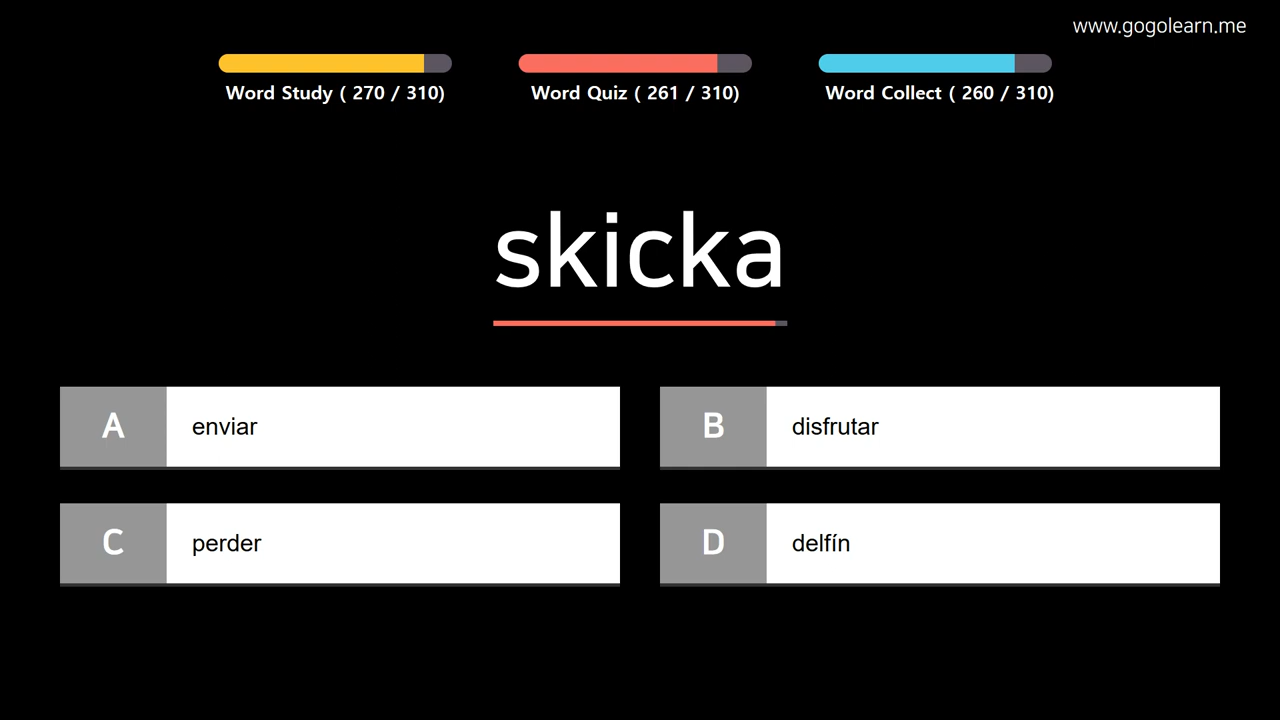 www.gogolearn.me
Word Study ( 270 / 310)
Word Quiz ( 261 / 310)
Word Collect ( 260 / 310)
skicka
A enviar
B disfrutar
C perder
D delfín